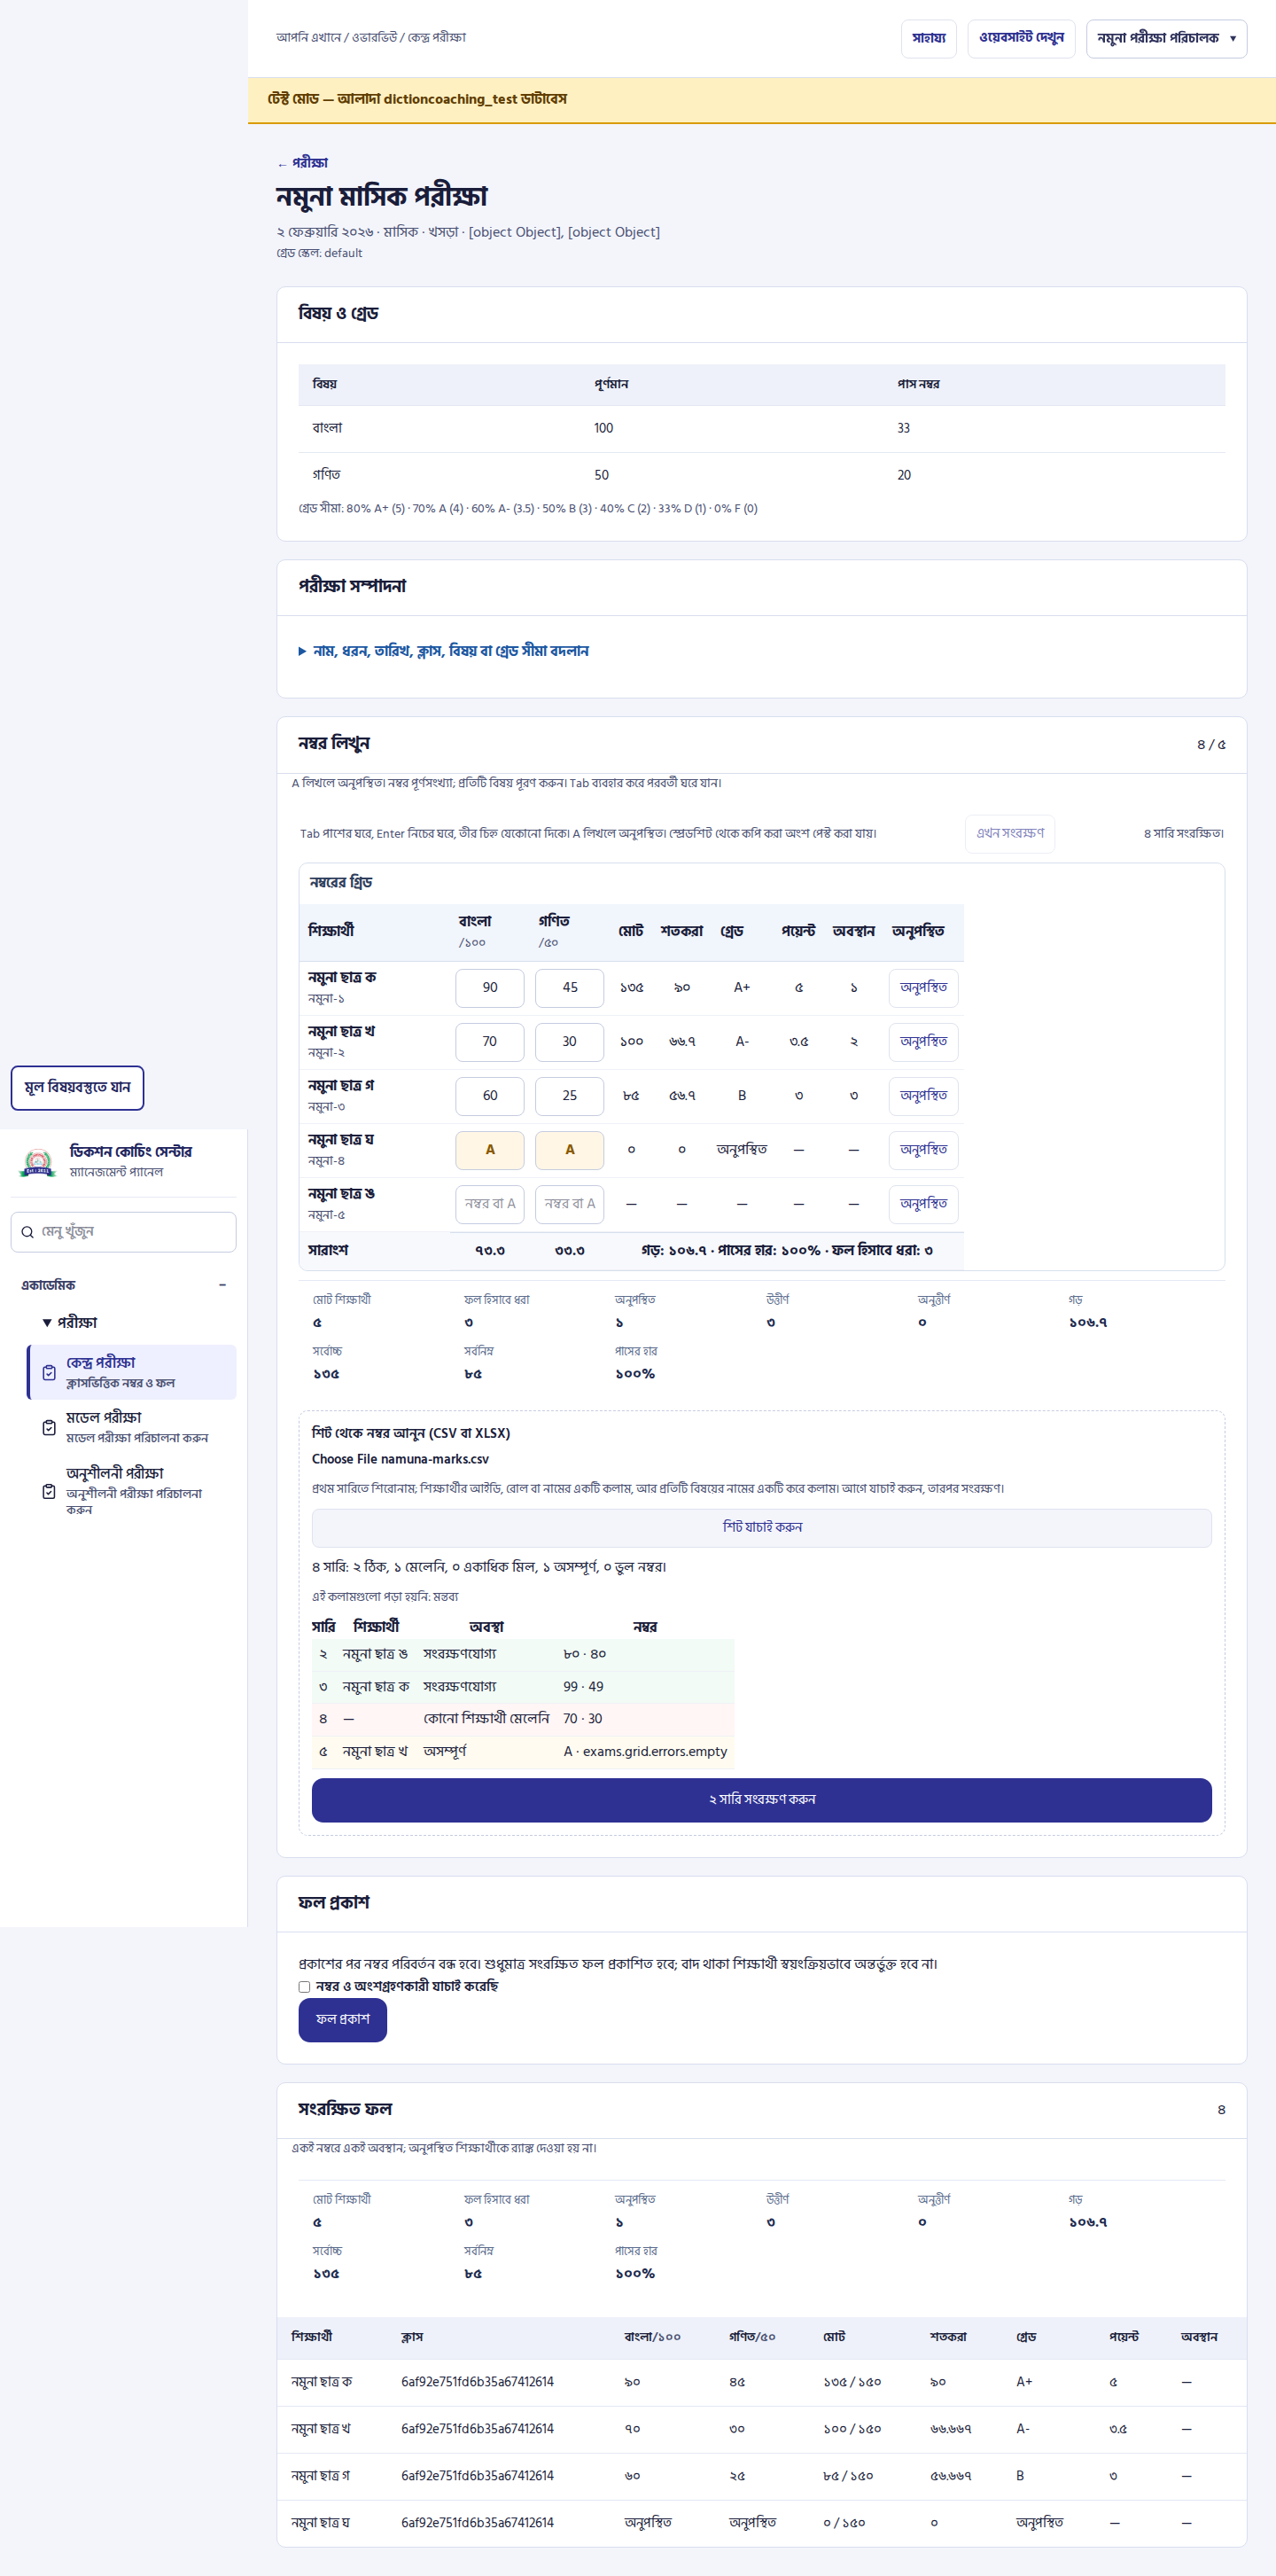 আপনি এখানে / ওভারভিউ / কেন্দ্র পরীক্ষা
সাহায্য
ওয়েবসাইট দেখুন
নমুনা পরীক্ষা পরিচালক ▼
টেস্ট মোড — আলাদা dictioncoaching_test ডাটাবেস
← পরীক্ষা
নমুনা মাসিক পরীক্ষা
২ ফেব্রুয়ারি ২০২৬ · মাসিক · খসড়া · [object Object], [object Object]
গ্রেড স্কেল: default
বিষয় ও গ্রেড
বিষয় পূর্ণমান পাস নম্বর
বাংলা 100 33
গণিত 50 20
গ্রেড সীমা: 80% A+ (5) · 70% A (4) · 60% A- (3.5) · 50% B (3) · 40% C (2) · 33% D (1) · 0% F (0)
পরীক্ষা সম্পাদনা
▶ নাম, ধরন, তারিখ, ক্লাস, বিষয় বা গ্রেড সীমা বদলান
নম্বর লিখুন ৪ / ৫
A লিখলে অনুপস্থিত। নম্বর পূর্ণসংখ্যা; প্রতিটি বিষয় পূরণ করুন। Tab ব্যবহার করে পরবর্তী ঘরে যান।
Tab পাশের ঘরে, Enter নিচের ঘরে, তীর চিহ্ন যেকোনো দিকে। A লিখলে অনুপস্থিত। স্প্রেডশিট থেকে কপি করা অংশ পেস্ট করা যায়।
এখন সংরক্ষণ
৪ সারি সংরক্ষিত।
নম্বরের গ্রিড
শিক্ষার্থী বাংলা /১০০ গণিত /৫০ মোট শতকরা গ্রেড পয়েন্ট অবস্থান অনুপস্থিত
নমুনা ছাত্র ক 90 45 ১৩৫ ৯০ A+ ৫ ১ অনুপস্থিত
নমুনা-১
নমুনা ছাত্র খ 70 30 ১০০ ৬৬.৭ A- ৩.৫ ২ অনুপস্থিত
নমুনা-২
নমুনা ছাত্র গ 60 25 ৮৫ ৫৬.৭ B ৩ ৩ অনুপস্থিত
নমুনা-৩
নমুনা ছাত্র ঘ A A ০ ০ অনুপস্থিত — — অনুপস্থিত
নমুনা-৪
নমুনা ছাত্র ঙ নম্বর বা A নম্বর বা A — — — — — অনুপস্থিত
নমুনা-৫
সারাংশ ৭৩.৩ ৩৩.৩ গড়: ১০৬.৭ · পাসের হার: ১০০% · ফল হিসাবে ধরা: ৩
মোট শিক্ষার্থী ফল হিসাবে ধরা অনুপস্থিত উত্তীর্ণ অনুত্তীর্ণ গড়
৫ ৩ ১ ৩ ০ ১০৬.৭
সর্বোচ্চ সর্বনিম্ন পাসের হার
১৩৫ ৮৫ ১০০%
শিট থেকে নম্বর আনুন (CSV বা XLSX)
Choose File namuna-marks.csv
প্রথম সারিতে শিরোনাম; শিক্ষার্থীর আইডি, রোল বা নামের একটি কলাম, আর প্রতিটি বিষয়ের নামের একটি করে কলাম। আগে যাচাই করুন, তারপর সংরক্ষণ।
শিট যাচাই করুন
৪ সারি: ২ ঠিক, ১ মেলেনি, ০ একাধিক মিল, ১ অসম্পূর্ণ, ০ ভুল নম্বর।
এই কলামগুলো পড়া হয়নি: মন্তব্য
সারি শিক্ষার্থী অবস্থা নম্বর
২ নমুনা ছাত্র ঙ সংরক্ষণযোগ্য ৮০ · ৪০
৩ নমুনা ছাত্র ক সংরক্ষণযোগ্য 99 · 49
৪ — কোনো শিক্ষার্থী মেলেনি 70 · 30
৫ নমুনা ছাত্র খ অসম্পূর্ণ A · exams.grid.errors.empty
২ সারি সংরক্ষণ করুন
ফল প্রকাশ
প্রকাশের পর নম্বর পরিবর্তন বন্ধ হবে। শুধুমাত্র সংরক্ষিত ফল প্রকাশিত হবে; বাদ থাকা শিক্ষার্থী স্বয়ংক্রিয়ভাবে অন্তর্ভুক্ত হবে না।
নম্বর ও অংশগ্রহণকারী যাচাই করেছি
ফল প্রকাশ
সংরক্ষিত ফল ৪
একই নম্বরে একই অবস্থান; অনুপস্থিত শিক্ষার্থীকে র‍্যাঙ্ক দেওয়া হয় না।
মোট শিক্ষার্থী ফল হিসাবে ধরা অনুপস্থিত উত্তীর্ণ অনুত্তীর্ণ গড়
৫ ৩ ১ ৩ ০ ১০৬.৭
সর্বোচ্চ সর্বনিম্ন পাসের হার
১৩৫ ৮৫ ১০০%
শিক্ষার্থী ক্লাস বাংলা/১০০ গণিত/৫০ মোট শতকরা গ্রেড পয়েন্ট অবস্থান
নমুনা ছাত্র ক 6af92e751fd6b35a67412614 ৯০ ৪৫ ১৩৫ / ১৫০ ৯০ A+ ৫ —
নমুনা ছাত্র খ 6af92e751fd6b35a67412614 ৭০ ৩০ ১০০ / ১৫০ ৬৬.৬৬৭ A- ৩.৫ —
নমুনা ছাত্র গ 6af92e751fd6b35a67412614 ৬০ ২৫ ৮৫ / ১৫০ ৫৬.৬৬৭ B ৩ —
নমুনা ছাত্র ঘ 6af92e751fd6b35a67412614 অনুপস্থিত অনুপস্থিত ০ / ১৫০ ০ অনুপস্থিত — —
মূল বিষয়বস্তুতে যান
ডিকশন কোচিং সেন্টার
ম্যানেজমেন্ট প্যানেল
মেনু খুঁজুন
একাডেমিক −
▼ পরীক্ষা
কেন্দ্র পরীক্ষা
ক্লাসভিত্তিক নম্বর ও ফল
মডেল পরীক্ষা
মডেল পরীক্ষা পরিচালনা করুন
অনুশীলনী পরীক্ষা
অনুশীলনী পরীক্ষা পরিচালনা
করুন